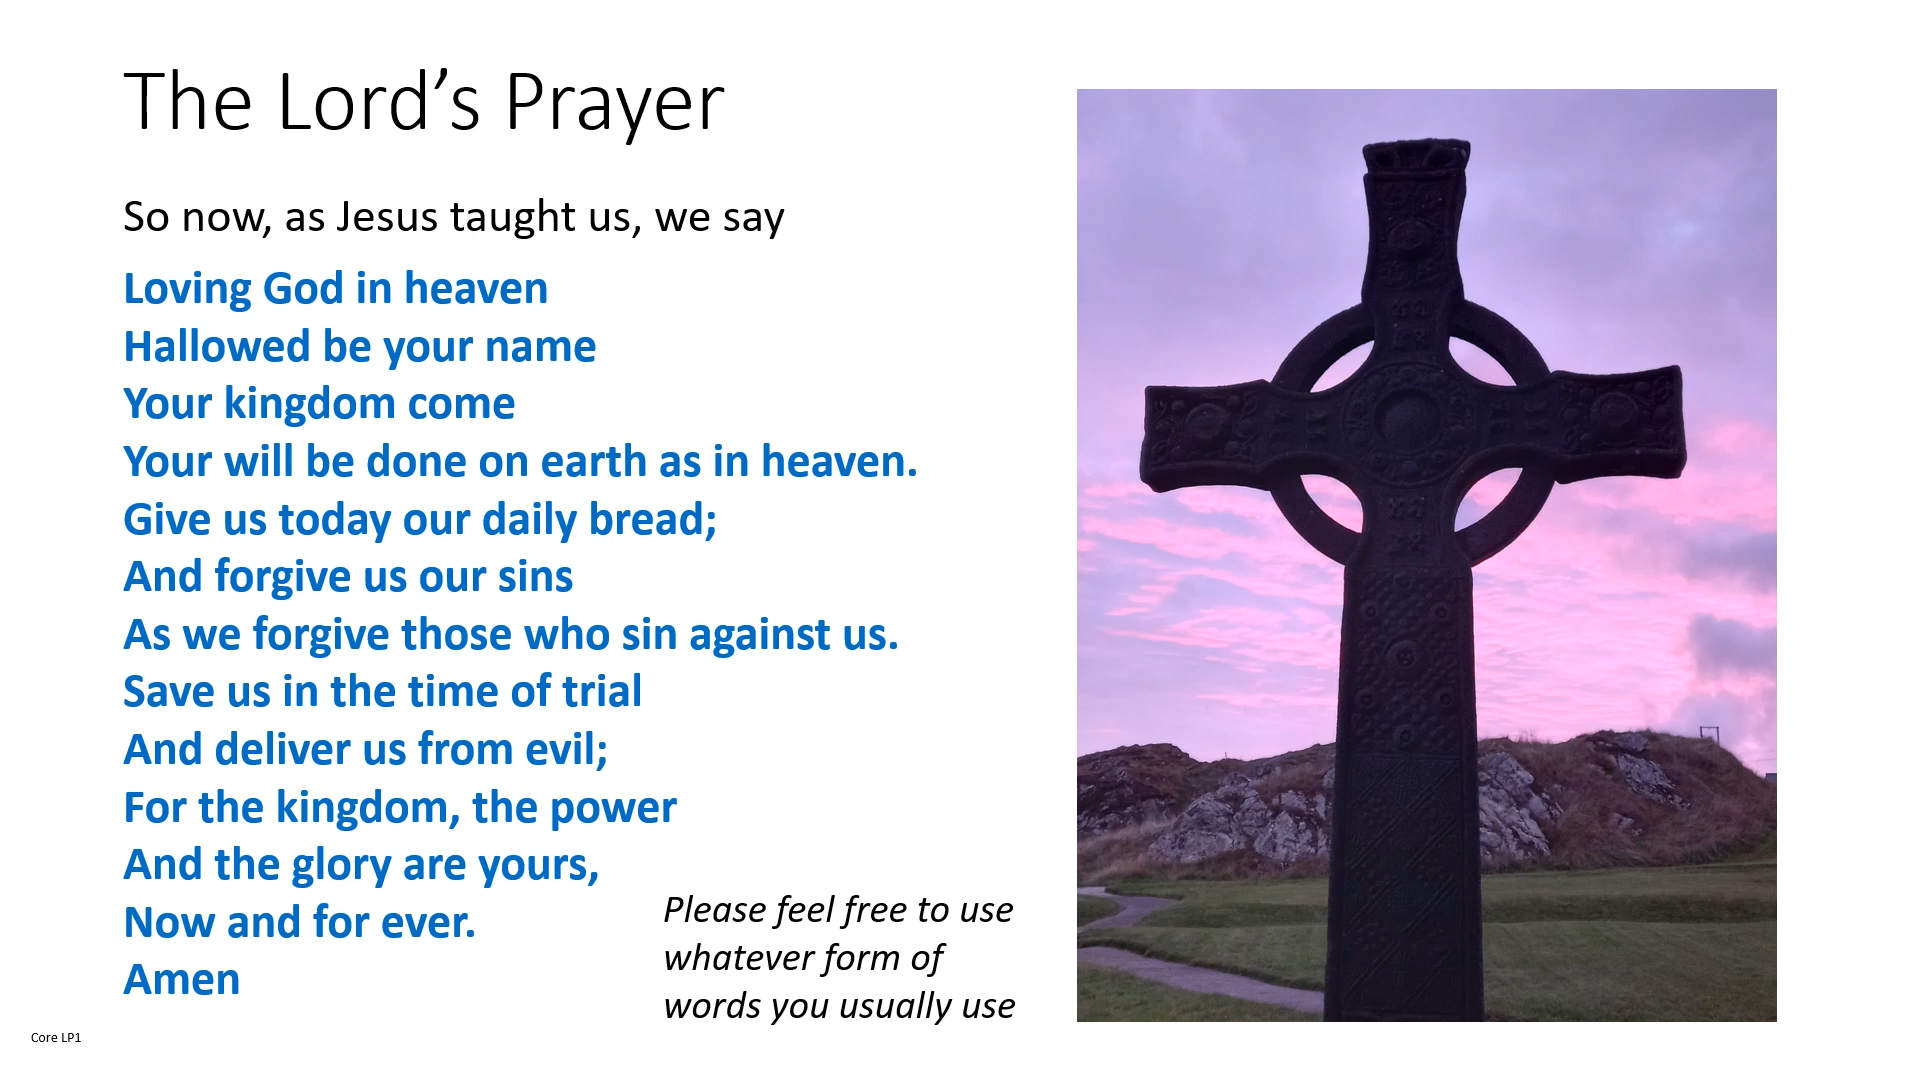 The Lord’s Prayer
So now, as Jesus taught us, we say
Loving God in heaven
Hallowed be your name
Your kingdom come
Your will be done on earth as in heaven.
Give us today our daily bread;
And forgive us our sins
As we forgive those who sin against us.
Save us in the time of trial
And deliver us from evil;
For the kingdom, the power
And the glory are yours,
Now and for ever.
Amen
Please feel free to use
whatever form of
words you usually use
Core LP1